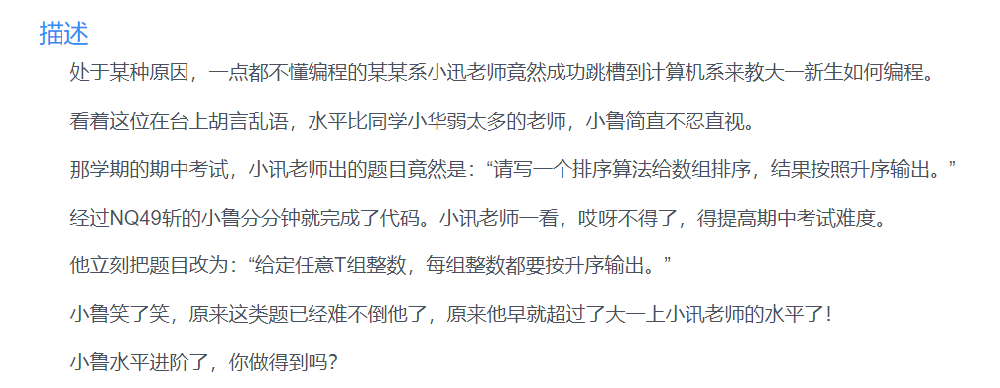 描述
处于某种原因，一点都不懂编程的某某系小迅老师竟然成功跳槽到计算机系来教大一新生如何编程。
看着这位在台上胡言乱语，水平比同学小华弱太多的老师，小鲁简直不忍直视。
那学期的期中考试，小讯老师出的题目竟然是：“请写一个排序算法给数组排序，结果按照升序输出。”
经过NQ49斩的小鲁分分钟就完成了代码。小讯老师一看，哎呀不得了，得提高期中考试难度。
他立刻把题目改为：“给定任意T组整数，每组整数都要按升序输出。”
小鲁笑了笑，原来这类题已经难不倒他了，原来他早就超过了大一上小讯老师的水平了！
小鲁水平进阶了，你做得到吗？